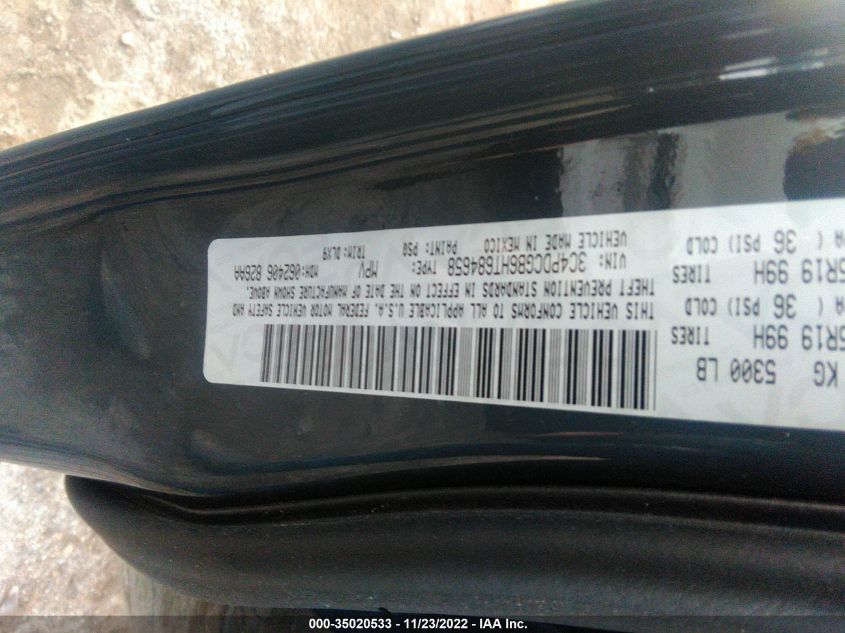 KG 5300 LB
5R19 99H TIRES
A ( 36 PSI) COLD
5R19 99H TIRES
A ( 36 PSI) COLD
THIS VEHICLE CONFORMS TO ALL APPLICABLE U.S.A. FEDERAL MOTOR VEHICLE SAFETY AND
THEFT PREVENTION STANDARDS IN EFFECT ON THE DATE OF MANUFACTURE SHOWN ABOVE.
VIN: 3C4PDCGB6HT684658 TYPE: MPV MDH:062406 826AA
VEHICLE MADE IN MEXICO PAINT: PSQ TRIM: DLX9
000-35020533 - 11/23/2022 - IAA Inc.